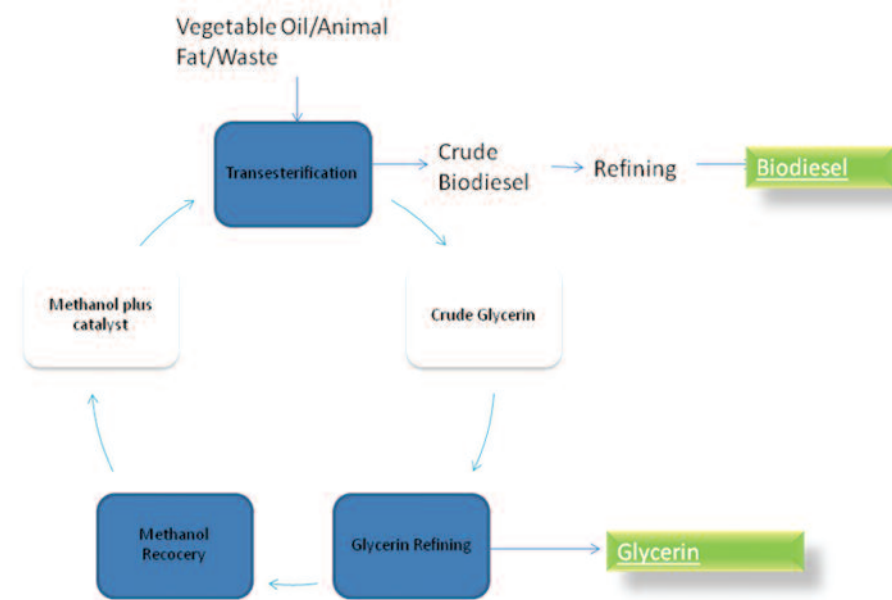 Vegetable Oil/Animal
Fat/Waste
Transesterification
Crude
Biodiesel
Refining
Biodiesel
Methanol plus
catalyst
Crude Glycerin
Methanol
Recocery
Glycerin Refining
Glycerin